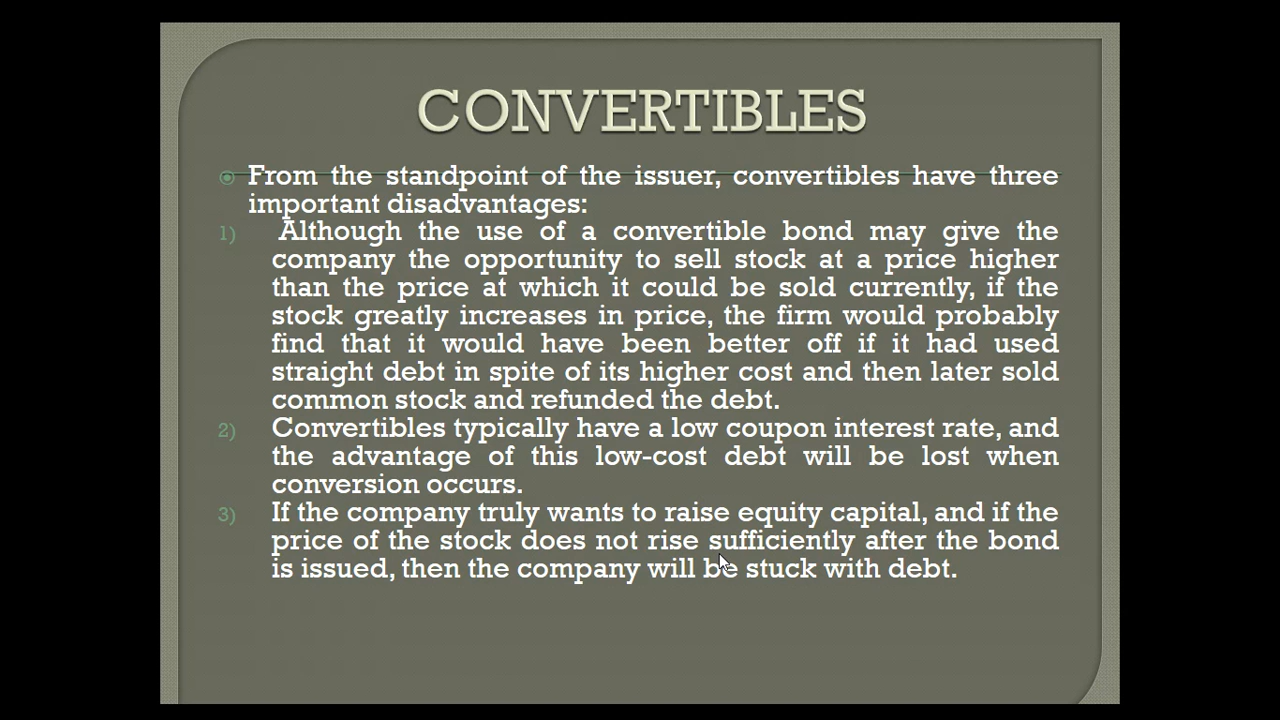 CONVERTIBLES
From the standpoint of the issuer, convertibles have three
important disadvantages:
1) Although the use of a convertible bond may give the
company the opportunity to sell stock at a price higher
than the price at which it could be sold currently, if the
stock greatly increases in price, the firm would probably
find that it would have been better off if it had used
straight debt in spite of its higher cost and then later sold
common stock and refunded the debt.
2) Convertibles typically have a low coupon interest rate, and
the advantage of this low-cost debt will be lost when
conversion occurs.
3) If the company truly wants to raise equity capital, and if the
price of the stock does not rise sufficiently after the bond
is issued, then the company will be stuck with debt.